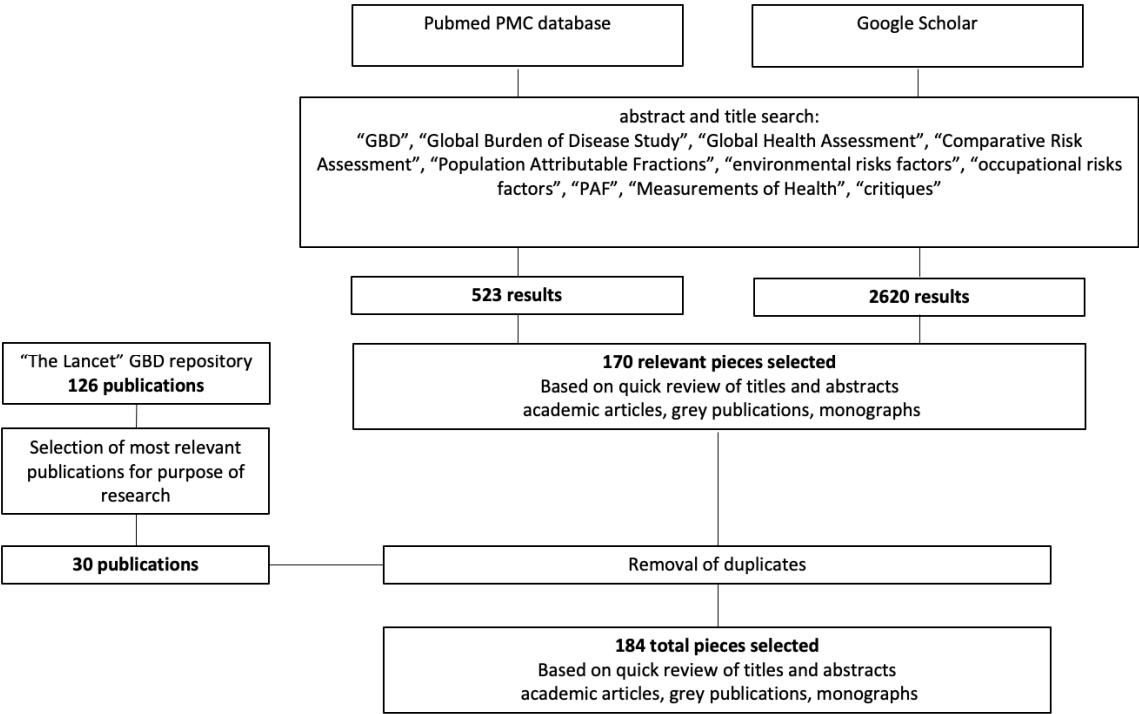 Pubmed PMC database
Google Scholar
abstract and title search:
“GBD”, “Global Burden of Disease Study”, “Global Health Assessment”, “Comparative Risk
Assessment”, “Population Attributable Fractions”, “environmental risks factors”, “occupational risks
factors”, “PAF”, “Measurements of Health”, “critiques”
523 results
2620 results
“The Lancet” GBD repository
126 publications
170 relevant pieces selected
Based on quick review of titles and abstracts
academic articles, grey publications, monographs
Selection of most relevant
publications for purpose of
research
30 publications
Removal of duplicates
184 total pieces selected
Based on quick review of titles and abstracts
academic articles, grey publications, monographs